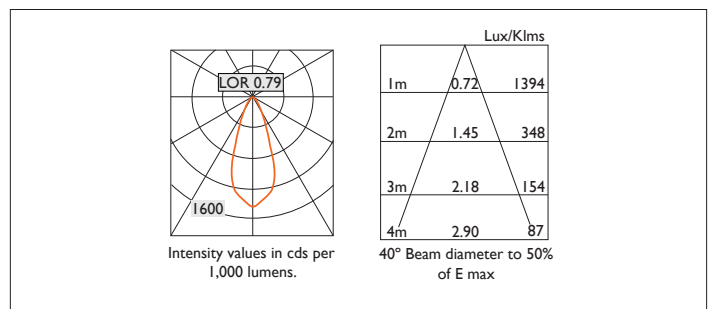 Lux/Klms
LOR 0.79
1m 0.72 1394
2m 1.45 348
3m 2.18 154
1600
4m 2.90 87
Intensity values in cds per
1,000 lumens.
40º Beam diameter to 50%
of E max